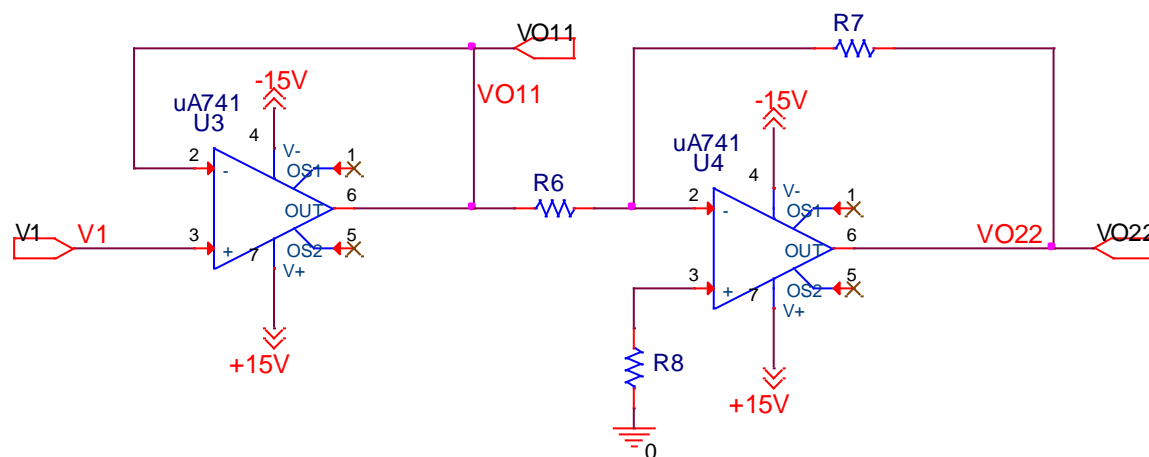 VO11
R7
-15V
VO11
uA741
U3
4
V-
OS1
1
2
-
OUT
6
V1
V1
3
+
7
OS2
5
V+
+15V
R6
-15V
uA741
U4
4
V-
OS1
1
2
-
OUT
6
VO22
VO22
3
+
7
OS2
5
V+
+15V
R8
0